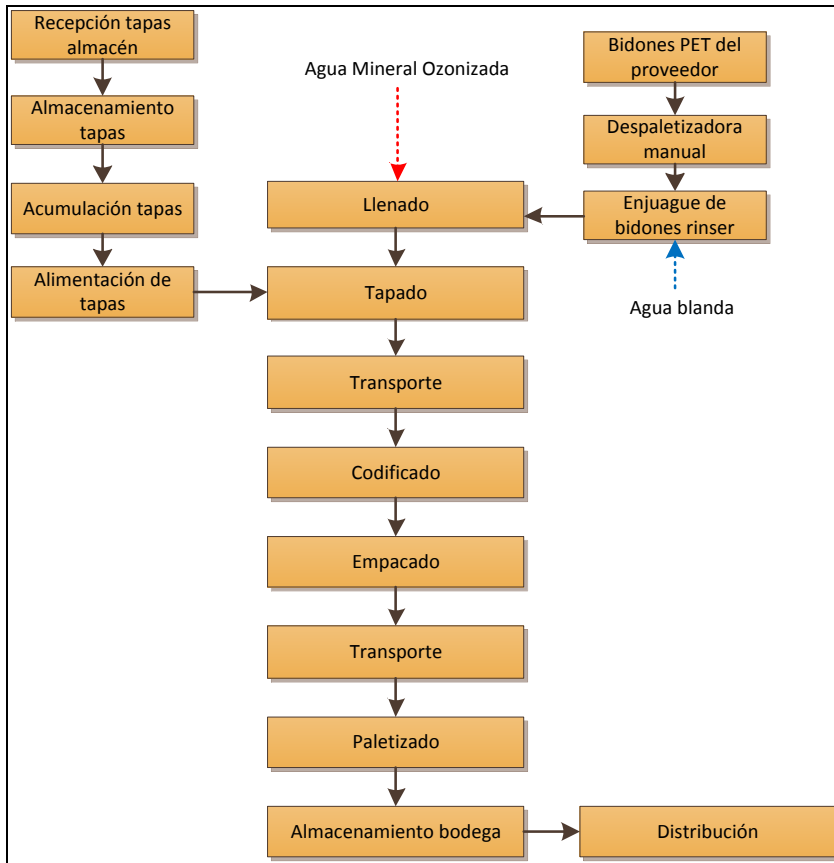 Recepción tapas
almacén
Almacenamiento
tapas
Acumulación tapas
Alimentación de
tapas
Agua Mineral Ozonizada
Bidones PET del
proveedor
Despaletizadora
manual
Enjuague de
bidones rinser
Agua blanda
Llenado
Tapado
Transporte
Codificado
Empacado
Transporte
Paletizado
Almacenamiento bodega
Distribución